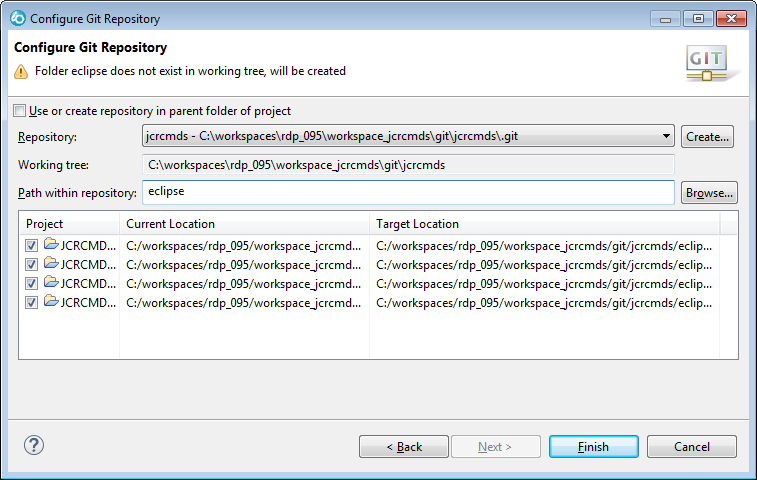 Configure Git Repository
Configure Git Repository
Folder eclipse does not exist in working tree, will be created
GIT
Use or create repository in parent folder of project
Repository: jcrcmds - C:\workspaces\rdp_095\workspace_jcrcmds\git\jcrcmds\.git Create...
Working tree: C:\workspaces\rdp_095\workspace_jcrcmds\git\jcrcmds
Path within repository: eclipse Browse...
Project Current Location Target Location
JCRCMD... C:/workspaces/rdp_095/workspace_jcrcmd... C:/workspaces/rdp_095/workspace_jcrcmds/git/jcrcmds/eclip...
JCRCMD... C:/workspaces/rdp_095/workspace_jcrcmd... C:/workspaces/rdp_095/workspace_jcrcmds/git/jcrcmds/eclip...
JCRCMD... C:/workspaces/rdp_095/workspace_jcrcmd... C:/workspaces/rdp_095/workspace_jcrcmds/git/jcrcmds/eclip...
JCRCMD... C:/workspaces/rdp_095/workspace_jcrcmd... C:/workspaces/rdp_095/workspace_jcrcmds/git/jcrcmds/eclip...
? < Back Next > Finish Cancel